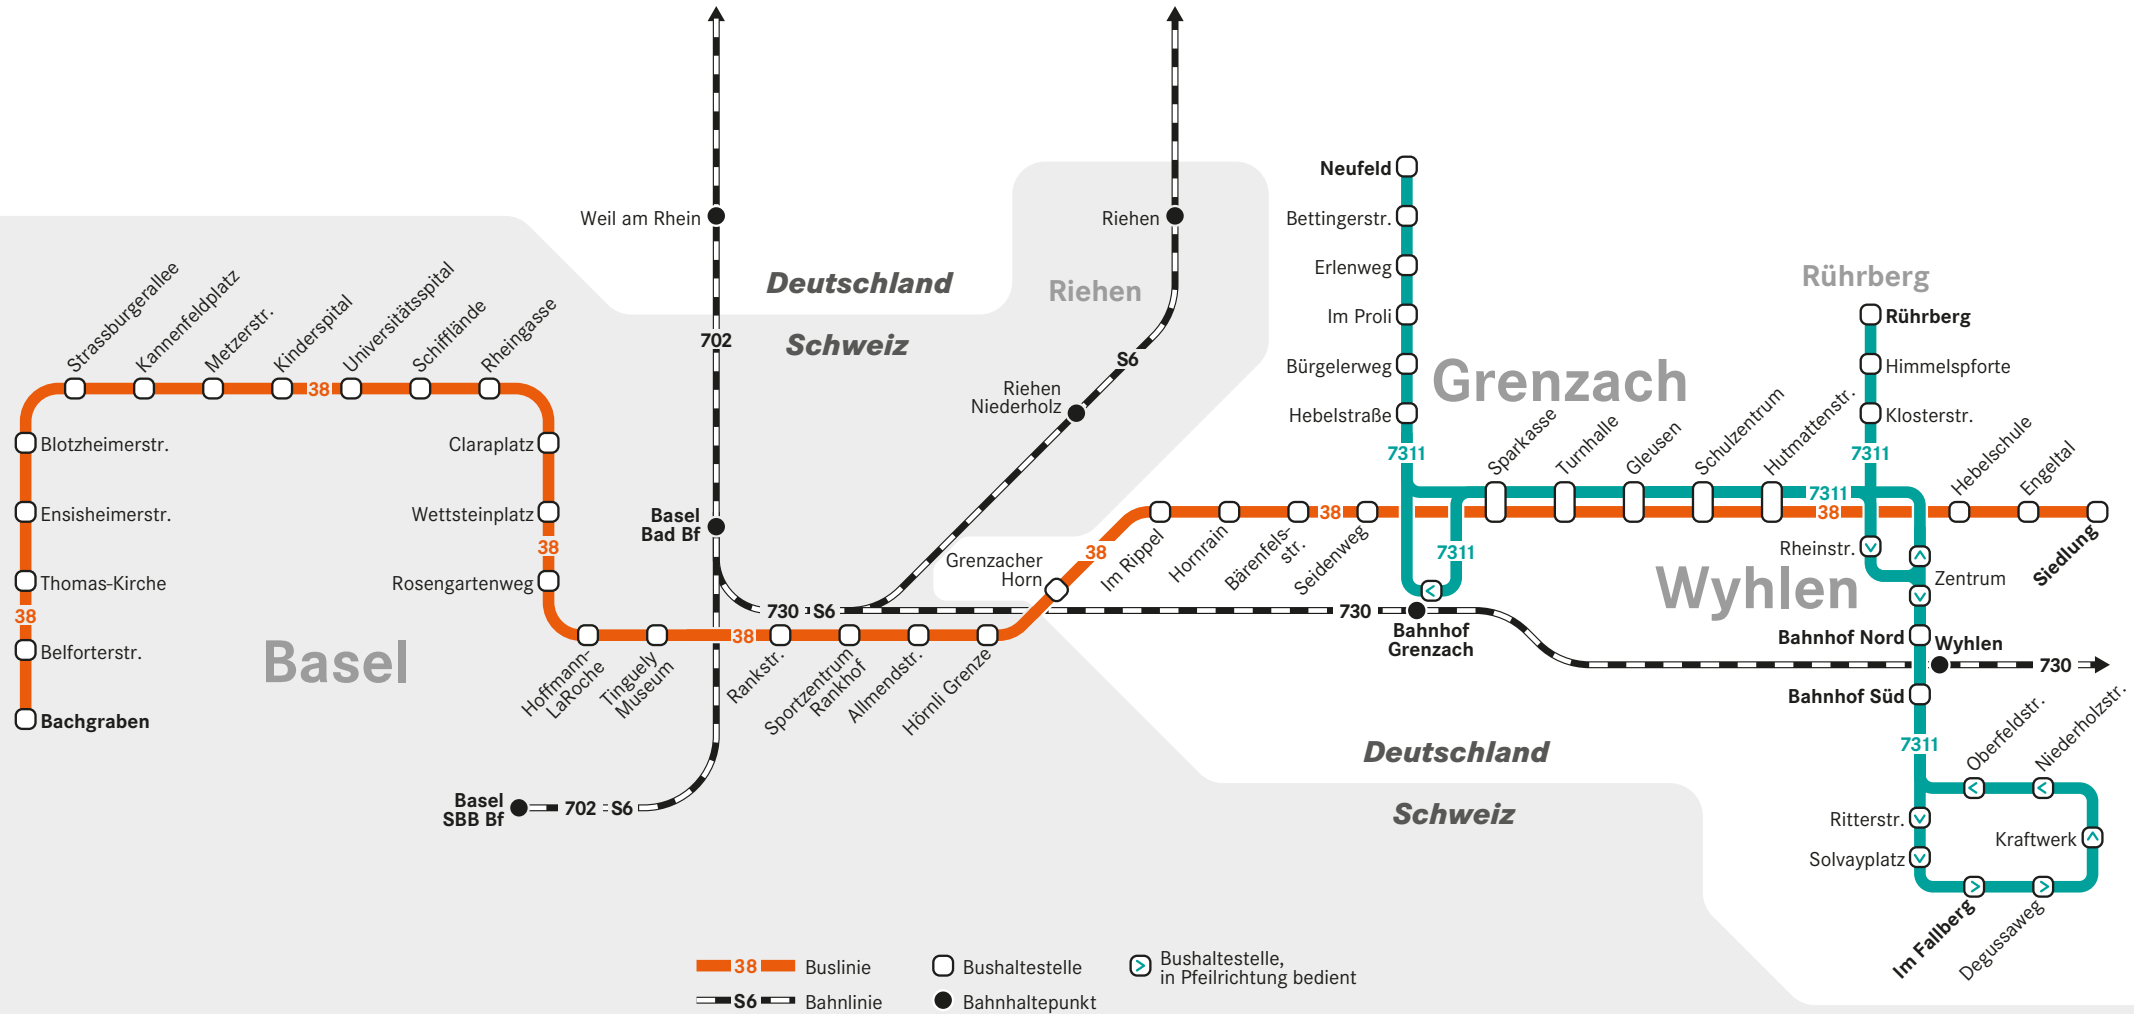 Neufeld
Weil am Rhein
Riehen
Bettingerstr.
Erlenweg
Deutschland
Riehen
Rührberg
Strassburgerallee
Kannenfeldplatz
Metzerstr.
Kinderspital
Universitätsspital
Schifflände
Rheingasse
702
Schweiz
S6
Im Proli
Rührberg
Bürgelerweg
Grenzach
Himmelspforte
38
Riehen
Niederholz
Hebelstraße
Klosterstr.
Blotzheimerstr.
Claraplatz
7311
Sparkasse
Turnhalle
Gleusen
Schulzentrum
Hutmattenstr.
7311
Hebelschule
Engeltal
Siedlung
7311
38
38
Ensisheimerstr.
Wettsteinplatz
Basel
Bad Bf
38
38
Grenzacher
Horn
Im Rippel
Hornrain
Bärenfels-
str.
Seidenweg
7311
Rheinstr.
Zentrum
Wyhlen
Thomas-Kirche
Rosengartenweg
38
730
S6
730
Bahnhof
Grenzach
Bahnhof Nord
Wyhlen
730
Belforterstr.
Basel
38
Hoffmann-
LaRoche
Tinguely
Museum
Rankstr.
Sportzentrum
Rankhof
Allmendstr.
Hörnli Grenze
Bahnhof Süd
Bachgraben
Deutschland
7311
Oberfeldstr.
Niederholzstr.
Basel
SBB Bf
702
S6
Schweiz
Ritterstr.
Kraftwerk
Solvayplatz
Im Fallberg
Degussaweg
38
Buslinie
Bushaltestelle
Bushaltestelle,
in Pfeilrichtung bedient
S6
Bahnlinie
Bahnhaltepunkt